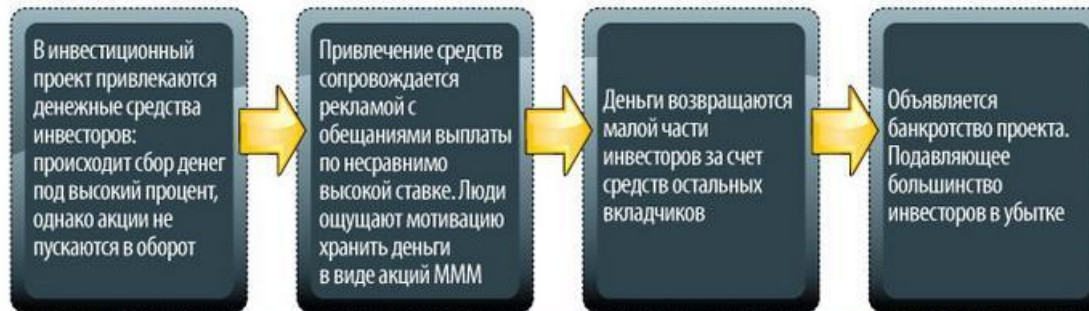 В инвестиционный
проект привлекаются
денежные средства
инвесторов:
происходит сбор денег
под высокий процент,
однако акции не
пускаются в оборот
Привлечение средств
сопровождается
рекламой с
обещаниями выплаты
по несравнимо
высокой ставке. Люди
ощущают мотивацию
хранить деньги
в виде акций МММ
Деньги возвращаются
малой части
инвесторов за счет
средств остальных
вкладчиков
Объявляется
банкротство проекта.
Подавляющее
большинство
инвесторов в убытке